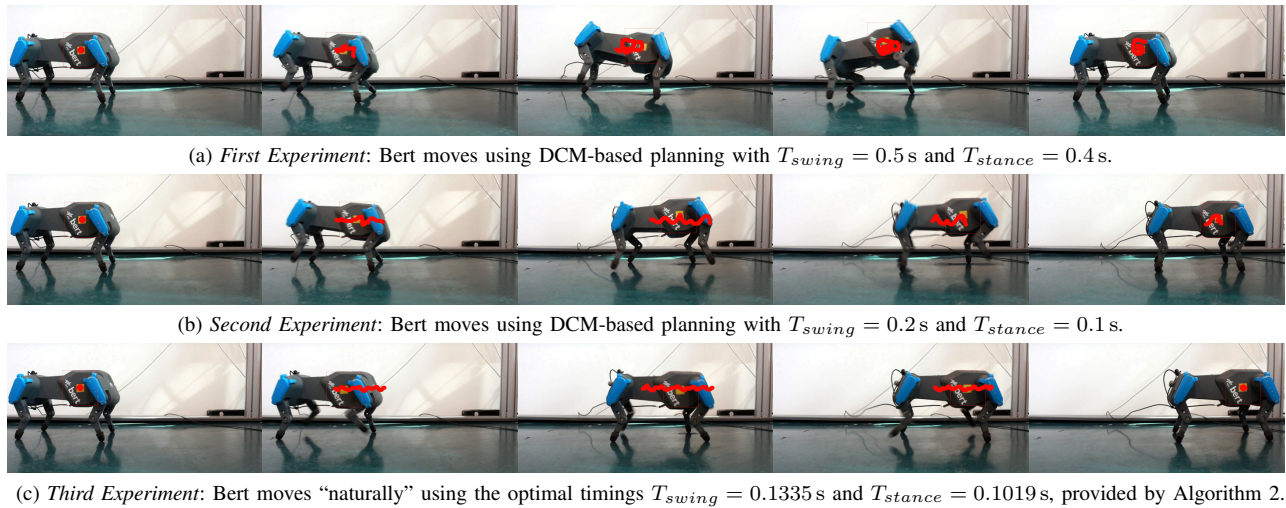 (a) First Experiment: Bert moves using DCM-based planning with T_swing = 0.5 s and T_stance = 0.4 s.
(b) Second Experiment: Bert moves using DCM-based planning with T_swing = 0.2 s and T_stance = 0.1 s.
(c) Third Experiment: Bert moves “naturally” using the optimal timings T_swing = 0.1335 s and T_stance = 0.1019 s, provided by Algorithm 2.